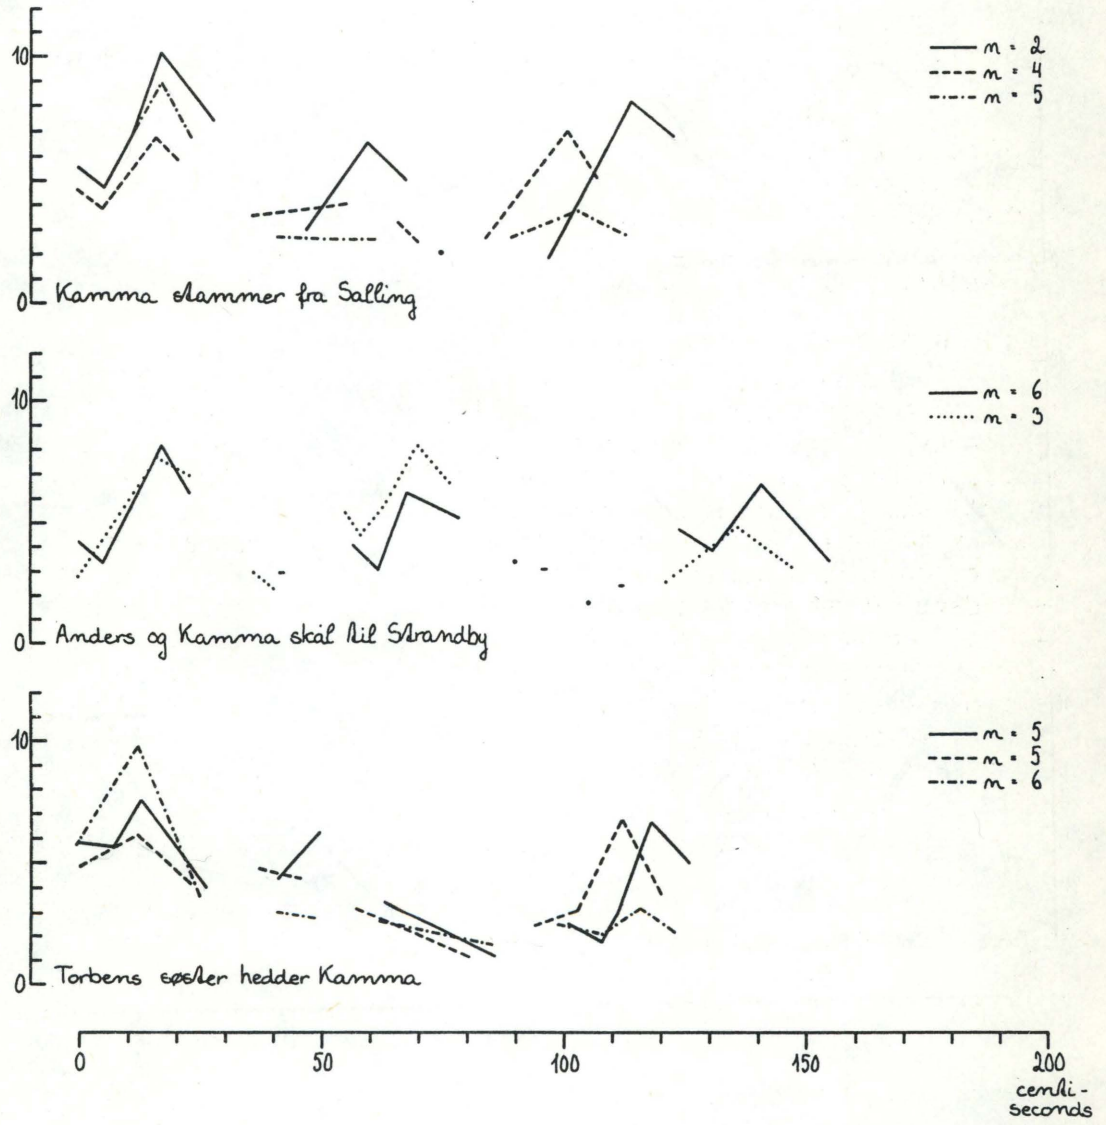 10
n = 2
n = 4
n = 5
0
Kamma stammer fra Salling
10
n = 6
n = 3
0
Anders og Kamma skål til Strandby
10
n = 5
n = 5
n = 6
0
Torbens søster hedder Kamma
0 50 100 150 200
centi-
seconds